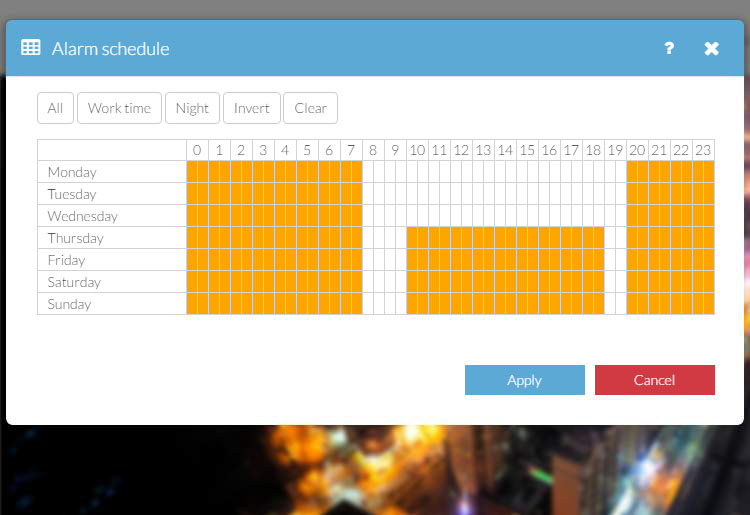 Alarm schedule ?
All Work time Night Invert Clear
0 1 2 3 4 5 6 7 8 9 10 11 12 13 14 15 16 17 18 19 20 21 22 23
Monday
Tuesday
Wednesday
Thursday
Friday
Saturday
Sunday
Apply Cancel